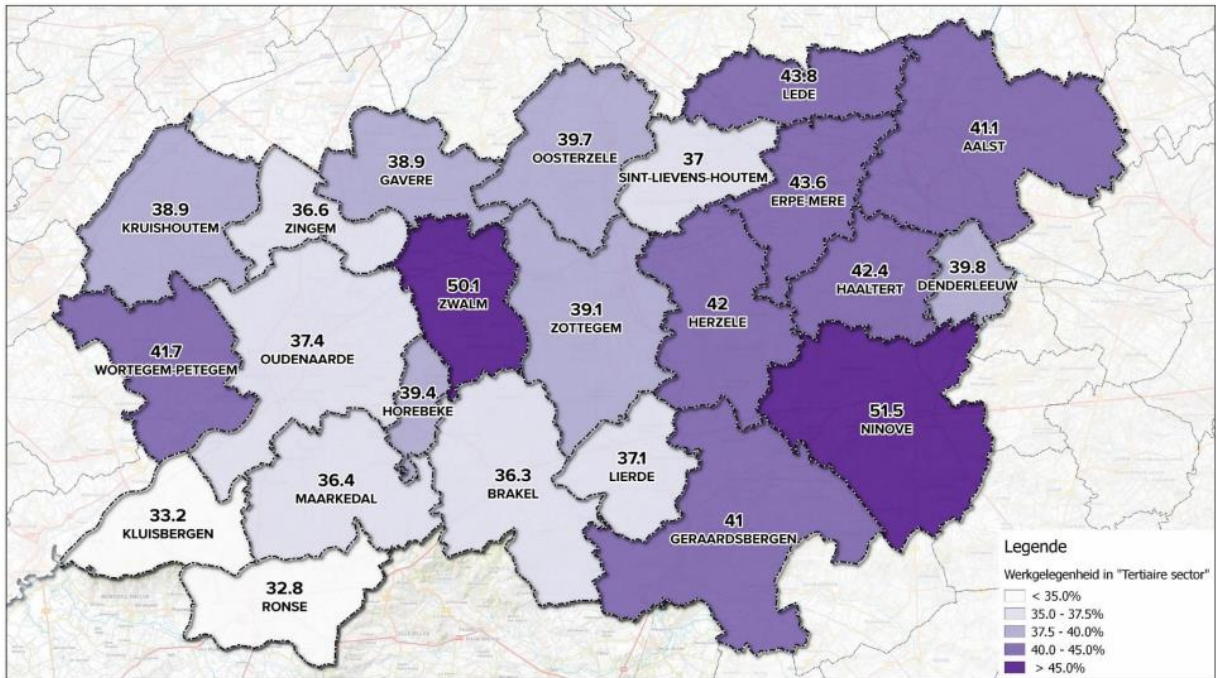 43.8
LEDE
41.1
AALST
39.7
OOSTERZELE
37
SINT-LIEVENS-HOUTEM
38.9
GAVERE
43.6
ERPE-MERE
38.9
KRUISHOUTEM
36.6
ZINGEM
42.4
HAALTERT
39.8
DENDERLEEUW
50.1
ZWALM
39.1
ZOTTEGEM
42
HERZELE
37.4
OUDENAARDE
41.7
WORTEGEM-PETEGEM
39.4
HOREBEKE
51.5
NINOVE
36.4
MAARKEDAL
36.3
BRAKEL
37.1
LIERDE
33.2
KLUISBERGEN
41
GERAARDSBERGEN
32.8
RONSE
Legende
Werkgelegenheid in "Tertiaire sector"
< 35.0%
35.0 - 37.5%
37.5 - 40.0%
40.0 - 45.0%
> 45.0%